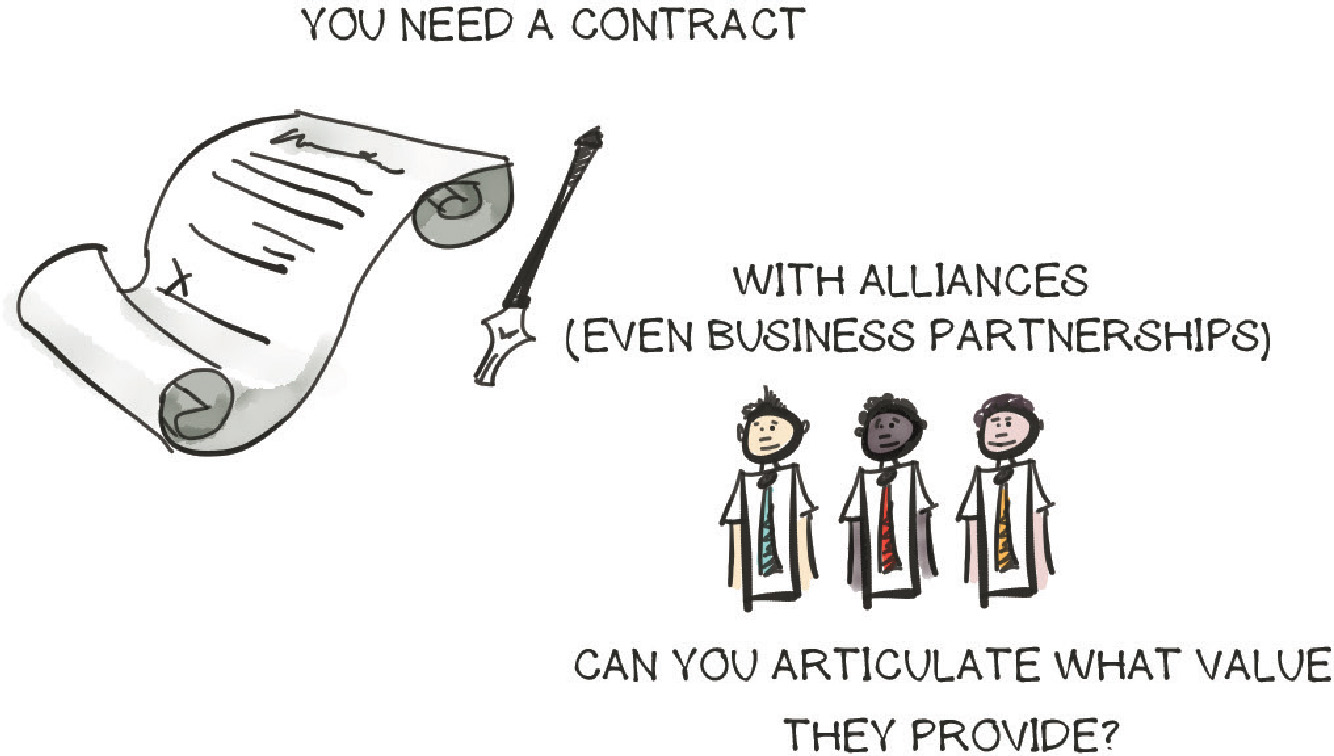 YOU NEED A CONTRACT
X
WITH ALLIANCES
(EVEN BUSINESS PARTNERSHIPS)
CAN YOU ARTICULATE WHAT VALUE
THEY PROVIDE?